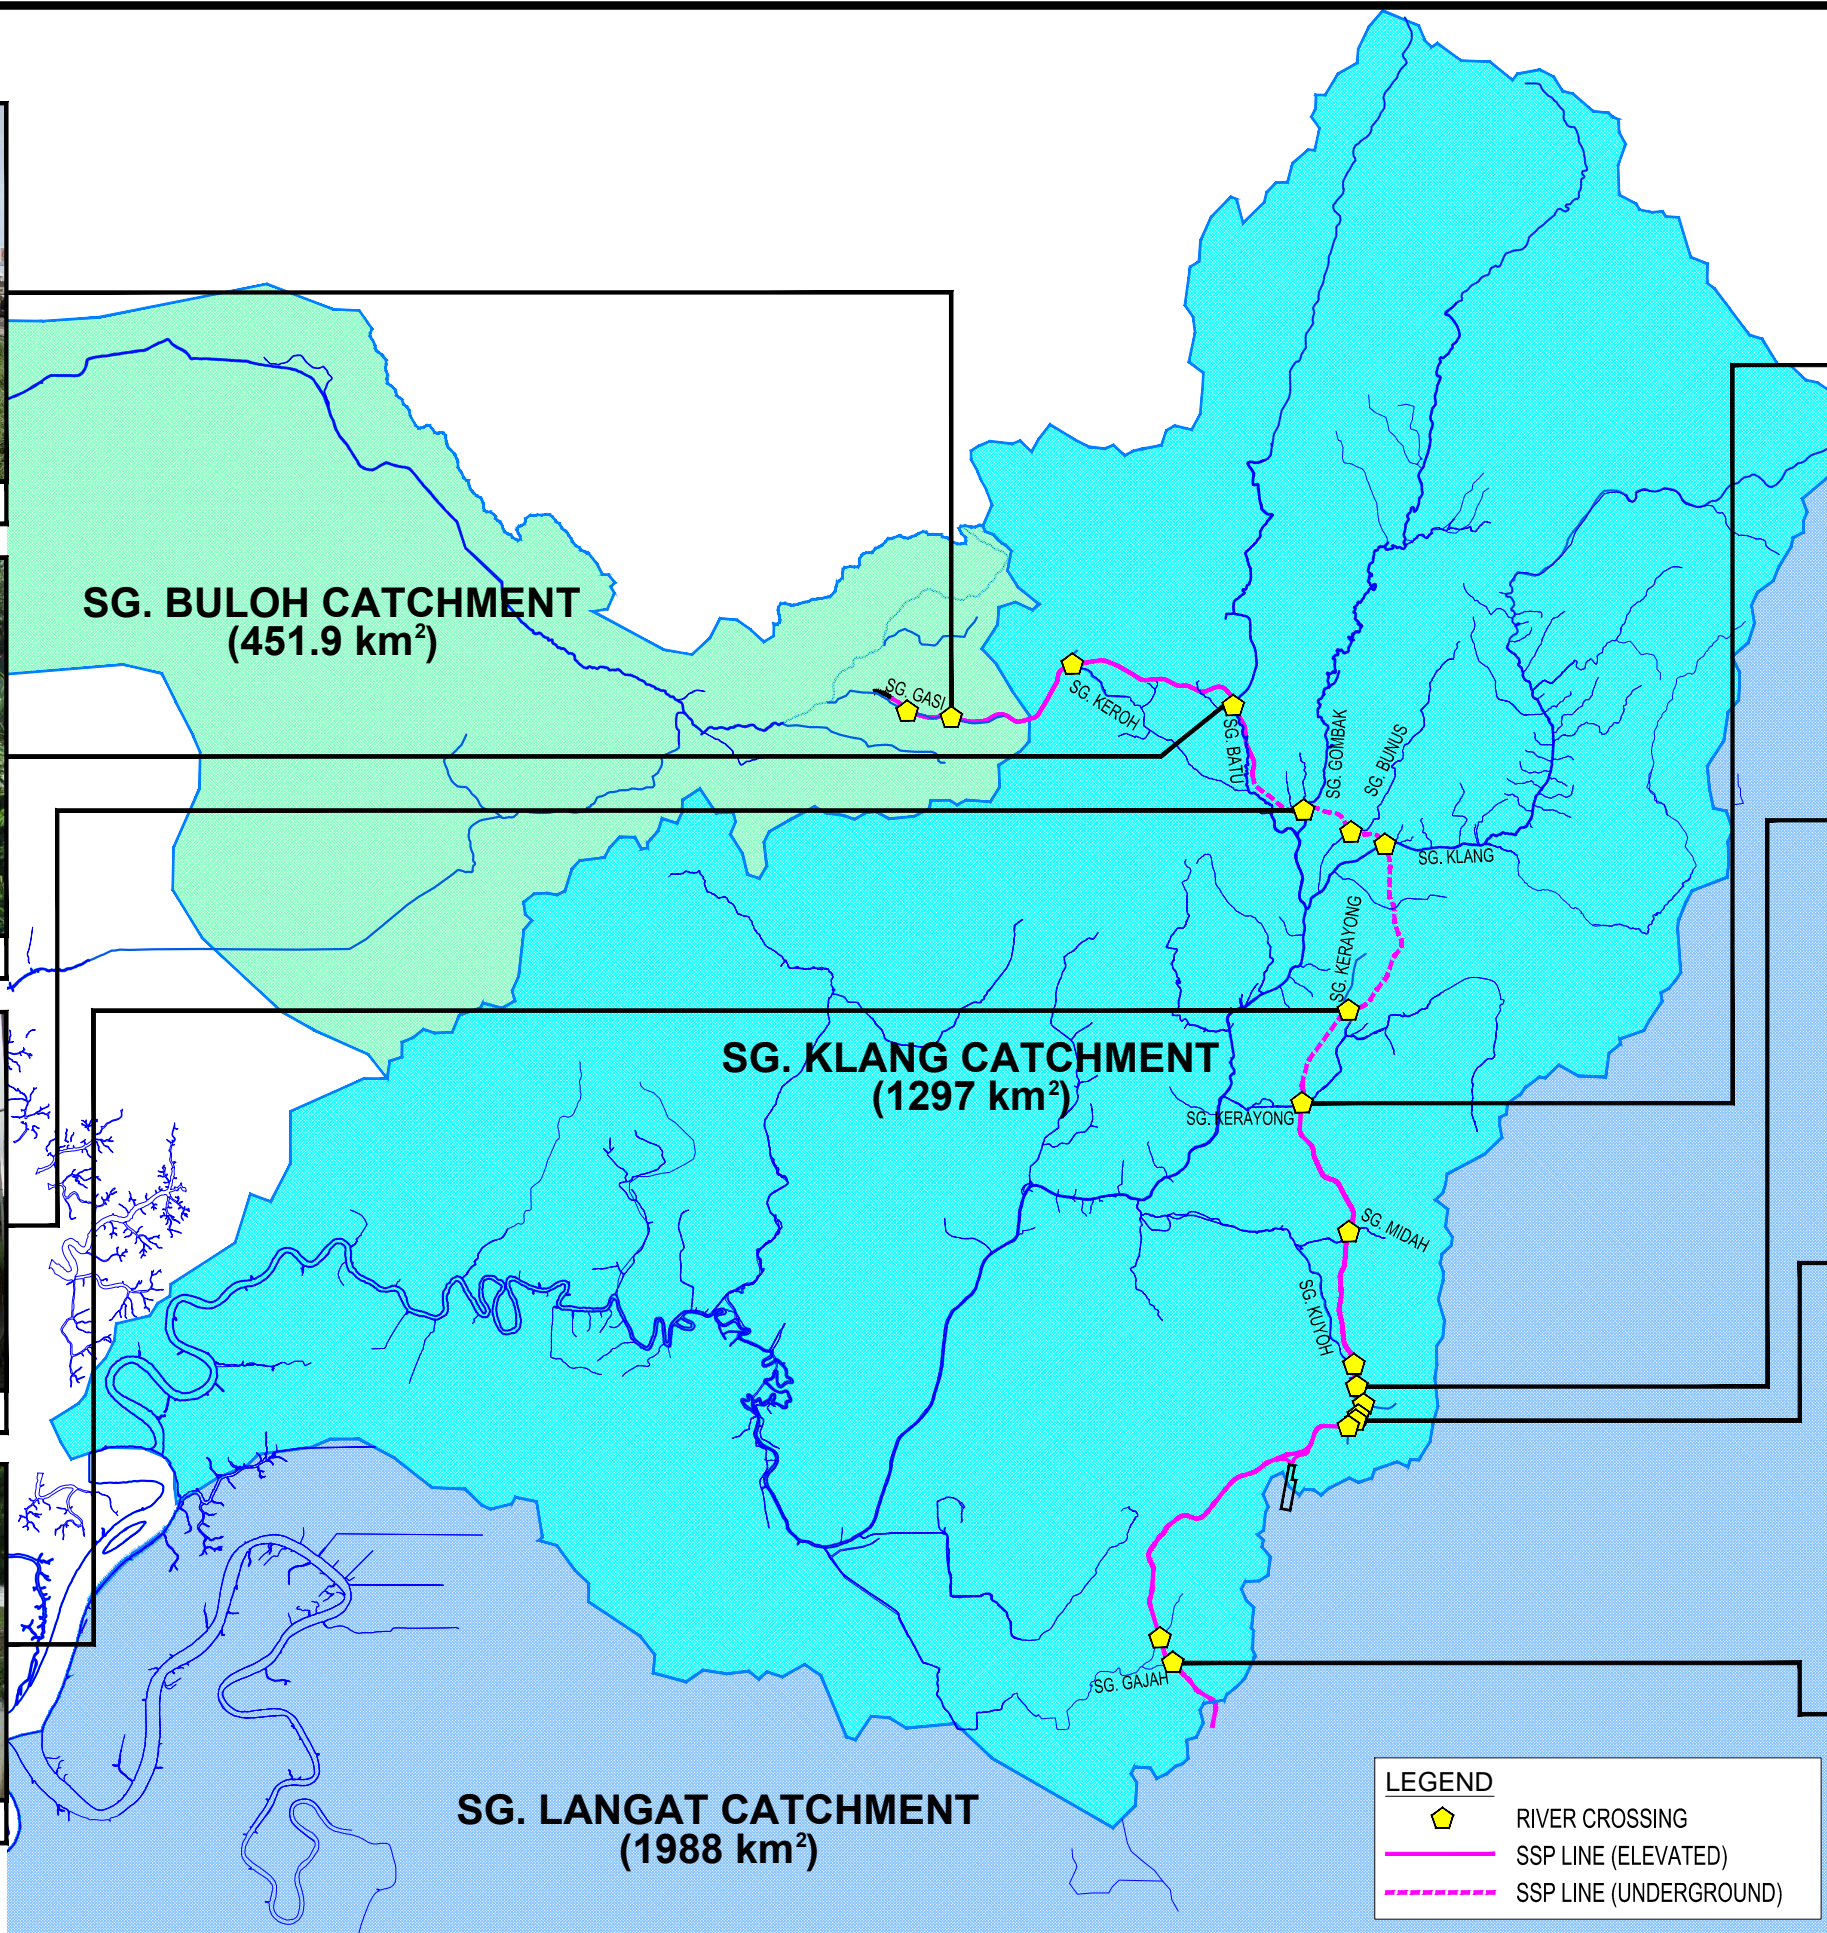 SG. BULOH CATCHMENT
(451.9 km²)
SG. GASI
SG. KEROH
SG. BATU
SG. GOMBAK
SG. BUNUS
SG. KLANG
SG. KERAYONG
SG. KLANG CATCHMENT
(1297 km²)
SG. KERAYONG
SG. MIDAH
SG. KUYOH
SG. GAJAH
SG. LANGAT CATCHMENT
(1988 km²)
LEGEND
RIVER CROSSING
SSP LINE (ELEVATED)
SSP LINE (UNDERGROUND)